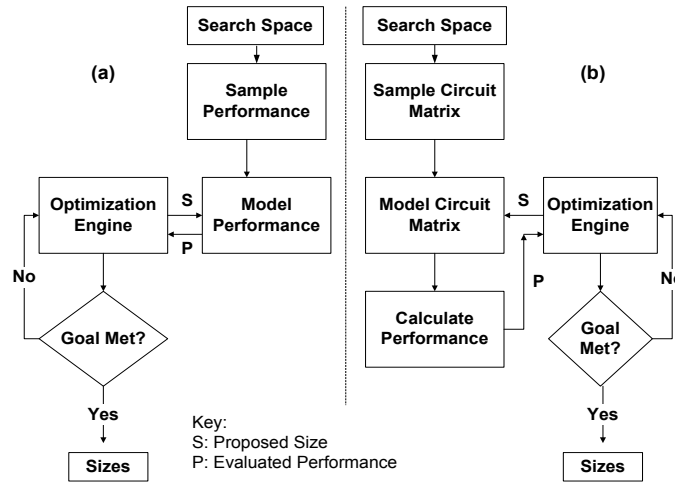 Search Space
(a)
Sample
Performance
Optimization
Engine
S
P
Model
Performance
No
Goal Met?
Yes
Sizes
Search Space
(b)
Sample Circuit
Matrix
Model Circuit
Matrix
S
Optimization
Engine
P
No
Calculate
Performance
Goal
Met?
Yes
Sizes
Key:
S: Proposed Size
P: Evaluated Performance